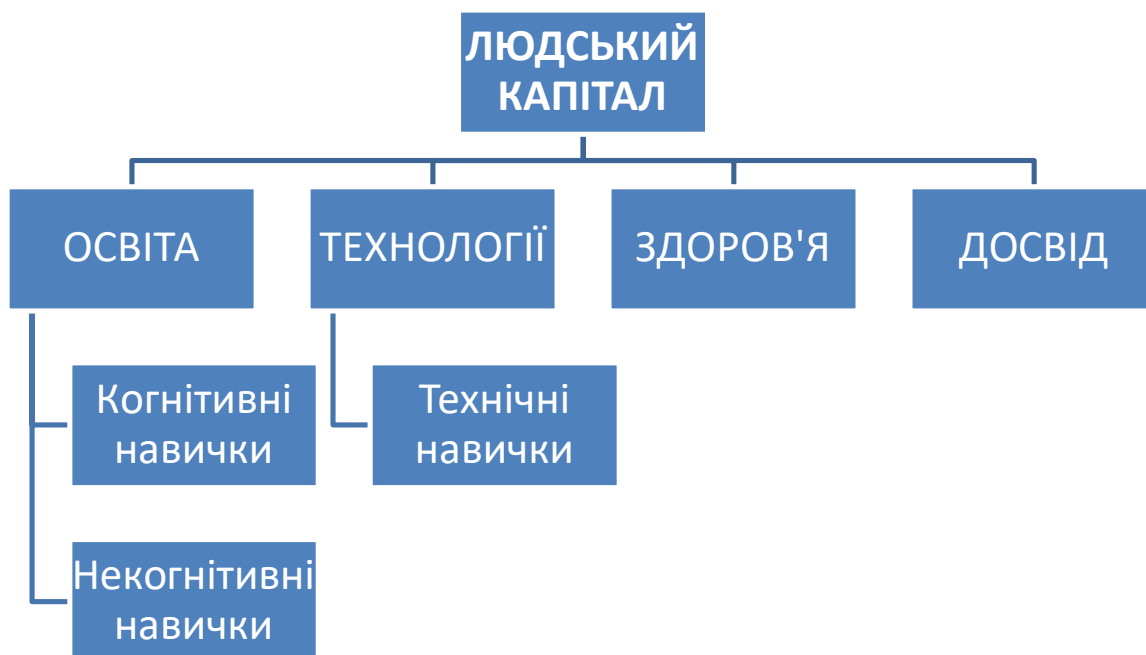 ЛЮДСЬКИЙ
КАПІТАЛ
ОСВІТА
ТЕХНОЛОГІЇ
ЗДОРОВ'Я
ДОСВІД
Когнітивні
навички
Технічні
навички
Некогнітивні
навички